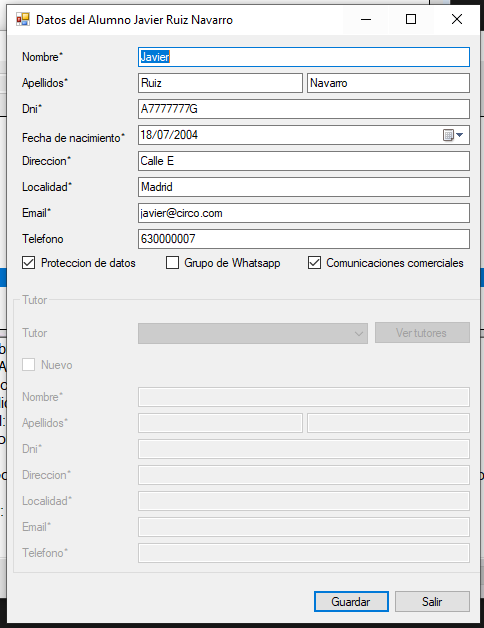 Datos del Alumno Javier Ruiz Navarro
Nombre* Javier
Apellidos* Ruiz Navarro
Dni* A7777777G
Fecha de nacimiento* 18/07/2004
Direccion* Calle E
Localidad* Madrid
Email* javier@circo.com
Telefono 630000007
Proteccion de datos Grupo de Whatsapp Comunicaciones comerciales
Tutor
Tutor Ver tutores
Nuevo
Nombre*
Apellidos*
Dni*
Direccion*
Localidad*
Email*
Telefono*
Guardar Salir